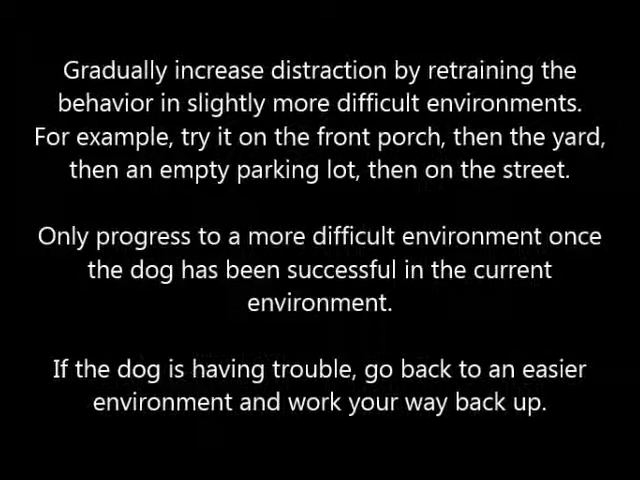 Gradually increase distraction by retraining the
behavior in slightly more difficult environments.
For example, try it on the front porch, then the yard,
then an empty parking lot, then on the street.
Only progress to a more difficult environment once
the dog has been successful in the current
environment.
If the dog is having trouble, go back to an easier
environment and work your way back up.